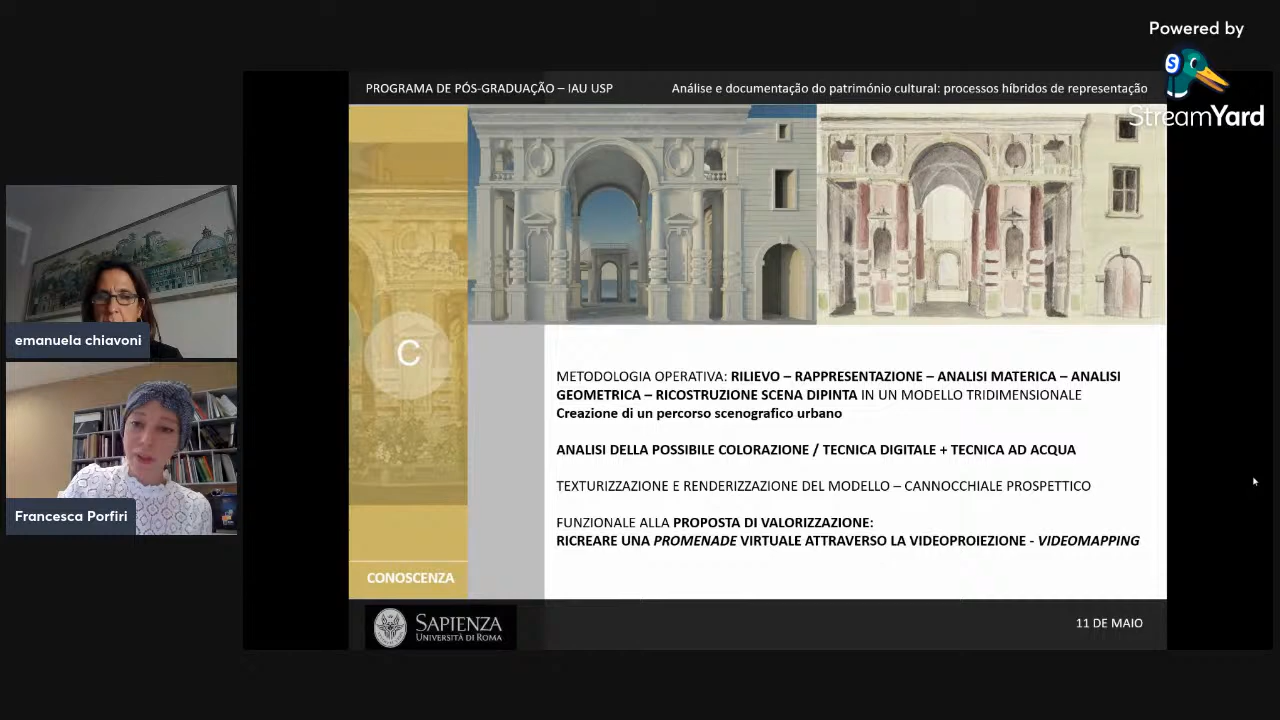 Powered by
StreamYard
PROGRAMA DE PÓS-GRADUAÇÃO – IAU USP
Análise e documentação do património cultural: processos híbridos de representação
emanuela chiavoni
Francesca Porfiri
C
METODOLOGIA OPERATIVA: RILIEVO – RAPPRESENTAZIONE – ANALISI MATERICA – ANALISI
GEOMETRICA – RICOSTRUZIONE SCENA DIPINTA IN UN MODELLO TRIDIMENSIONALE
Creazione di un percorso scenografico urbano
ANALISI DELLA POSSIBILE COLORAZIONE / TECNICA DIGITALE + TECNICA AD ACQUA
TEXTURIZZAZIONE E RENDERIZZAZIONE DEL MODELLO – CANNOCCHIALE PROSPETTICO
FUNZIONALE ALLA PROPOSTA DI VALORIZZAZIONE:
RICREARE UNA PROMENADE VIRTUALE ATTRAVERSO LA VIDEOPROIEZIONE - VIDEOMAPPING
CONOSCENZA
SAPIENZA
UNIVERSITÀ DI ROMA
11 DE MAIO